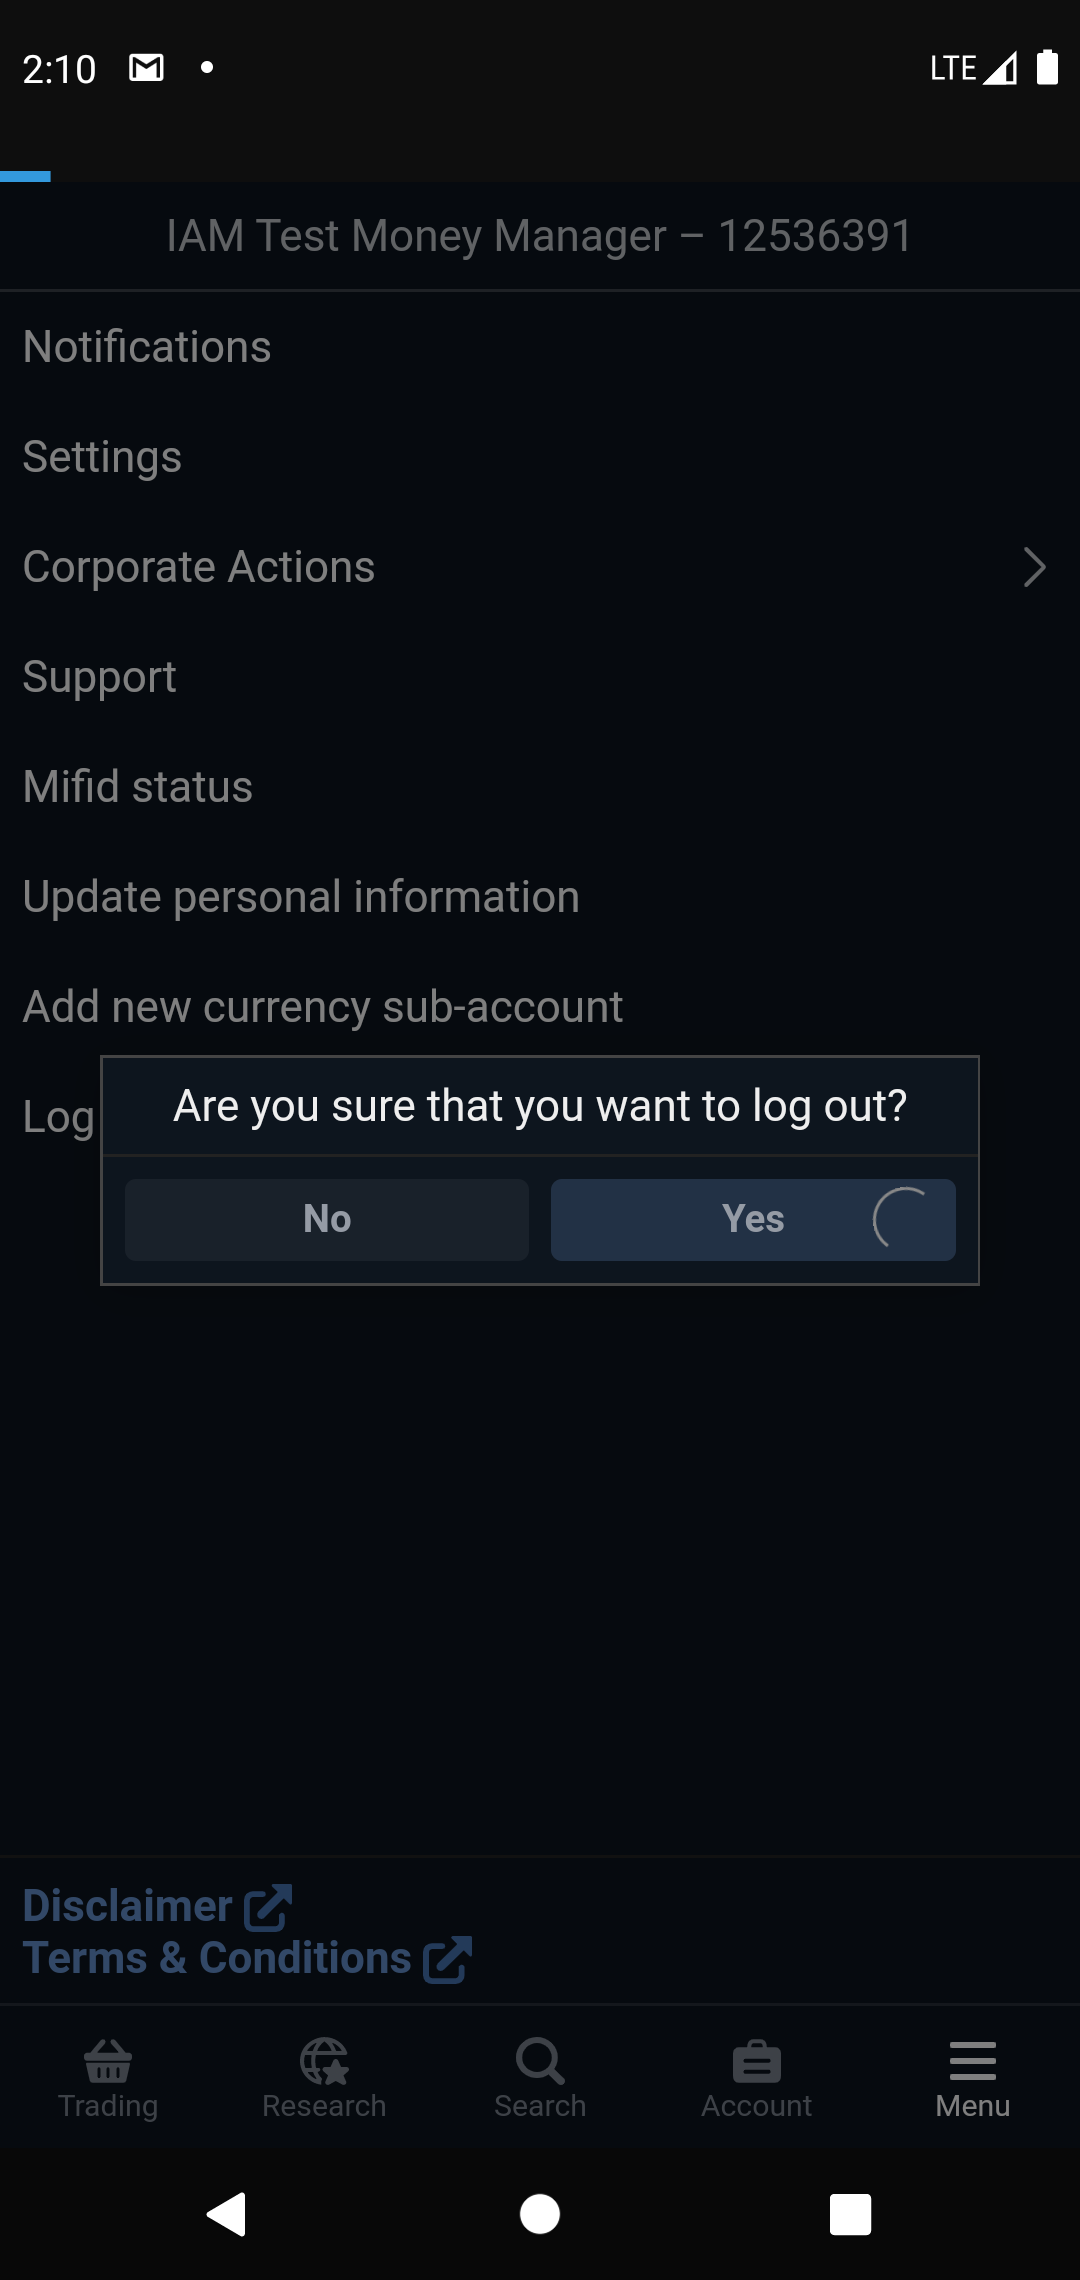 2:10
LTE
IAM Test Money Manager – 12536391
Notifications
Settings
Corporate Actions
Support
Mifid status
Update personal information
Add new currency sub-account
Log
Are you sure that you want to log out?
No Yes
Disclaimer
Terms & Conditions
Trading Research Search Account Menu